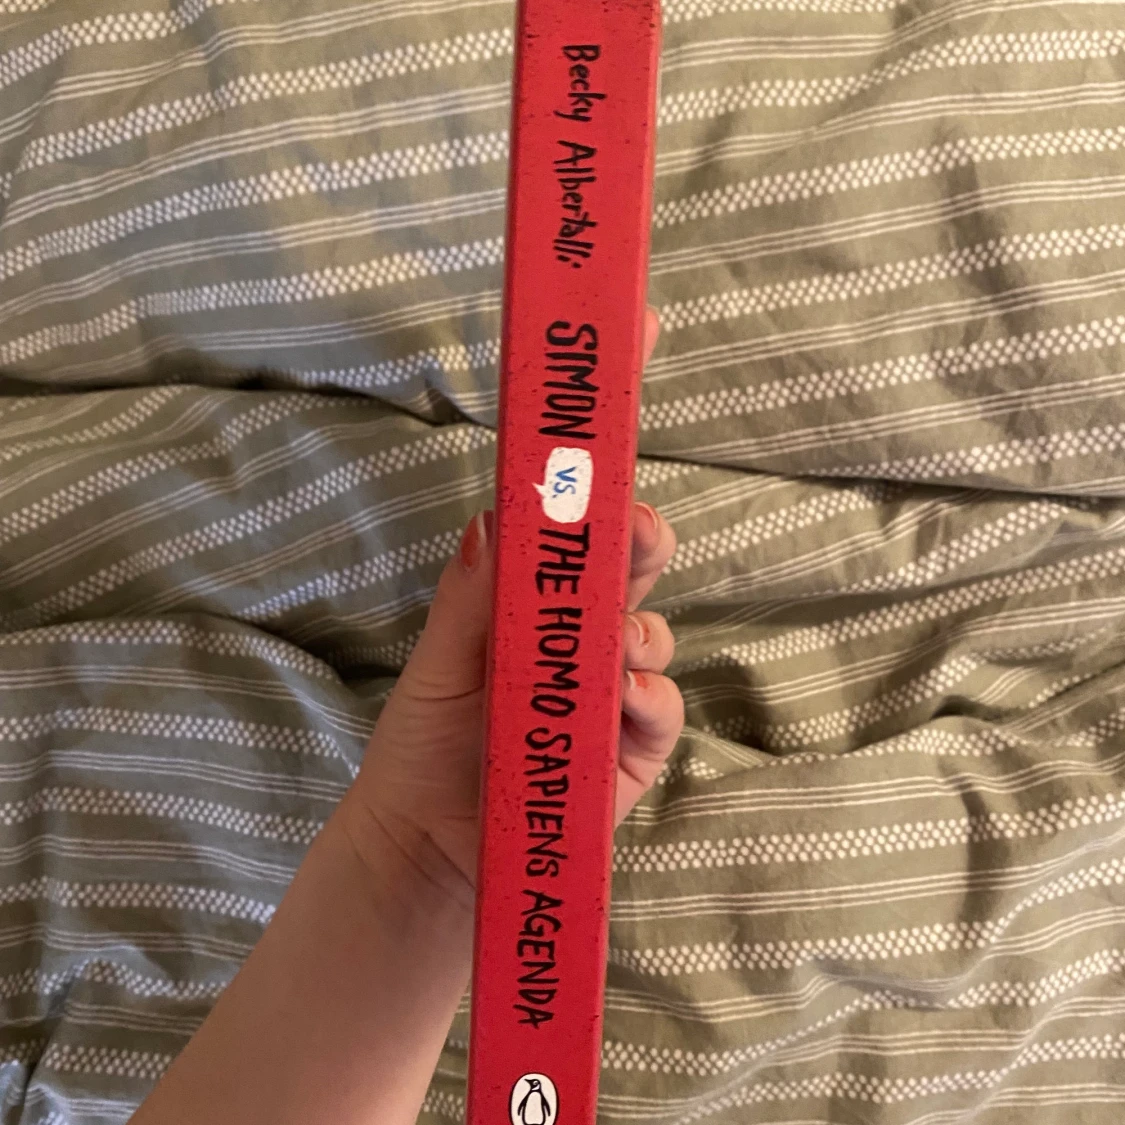 Becky Albertalli
SIMON VS. THE HOMO SAPIENS AGENDA